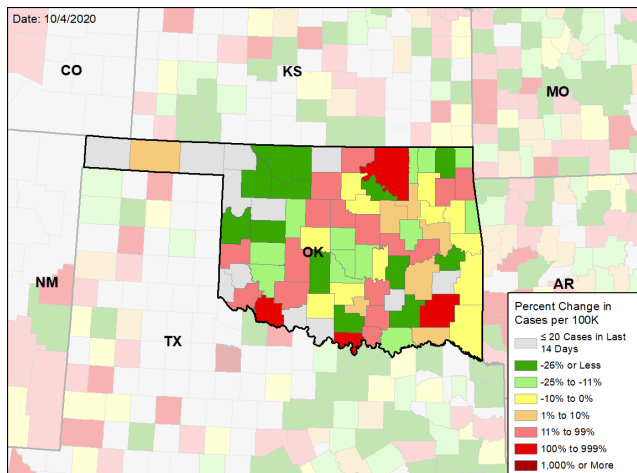 Date: 10/4/2020
CO
KS
MO
OK
NM
TX
AR
Percent Change in
Cases per 100K
≤ 20 Cases in Last
14 Days
-26% or Less
-25% to -11%
-10% to 0%
1% to 10%
11% to 99%
100% to 999%
1,000% or More